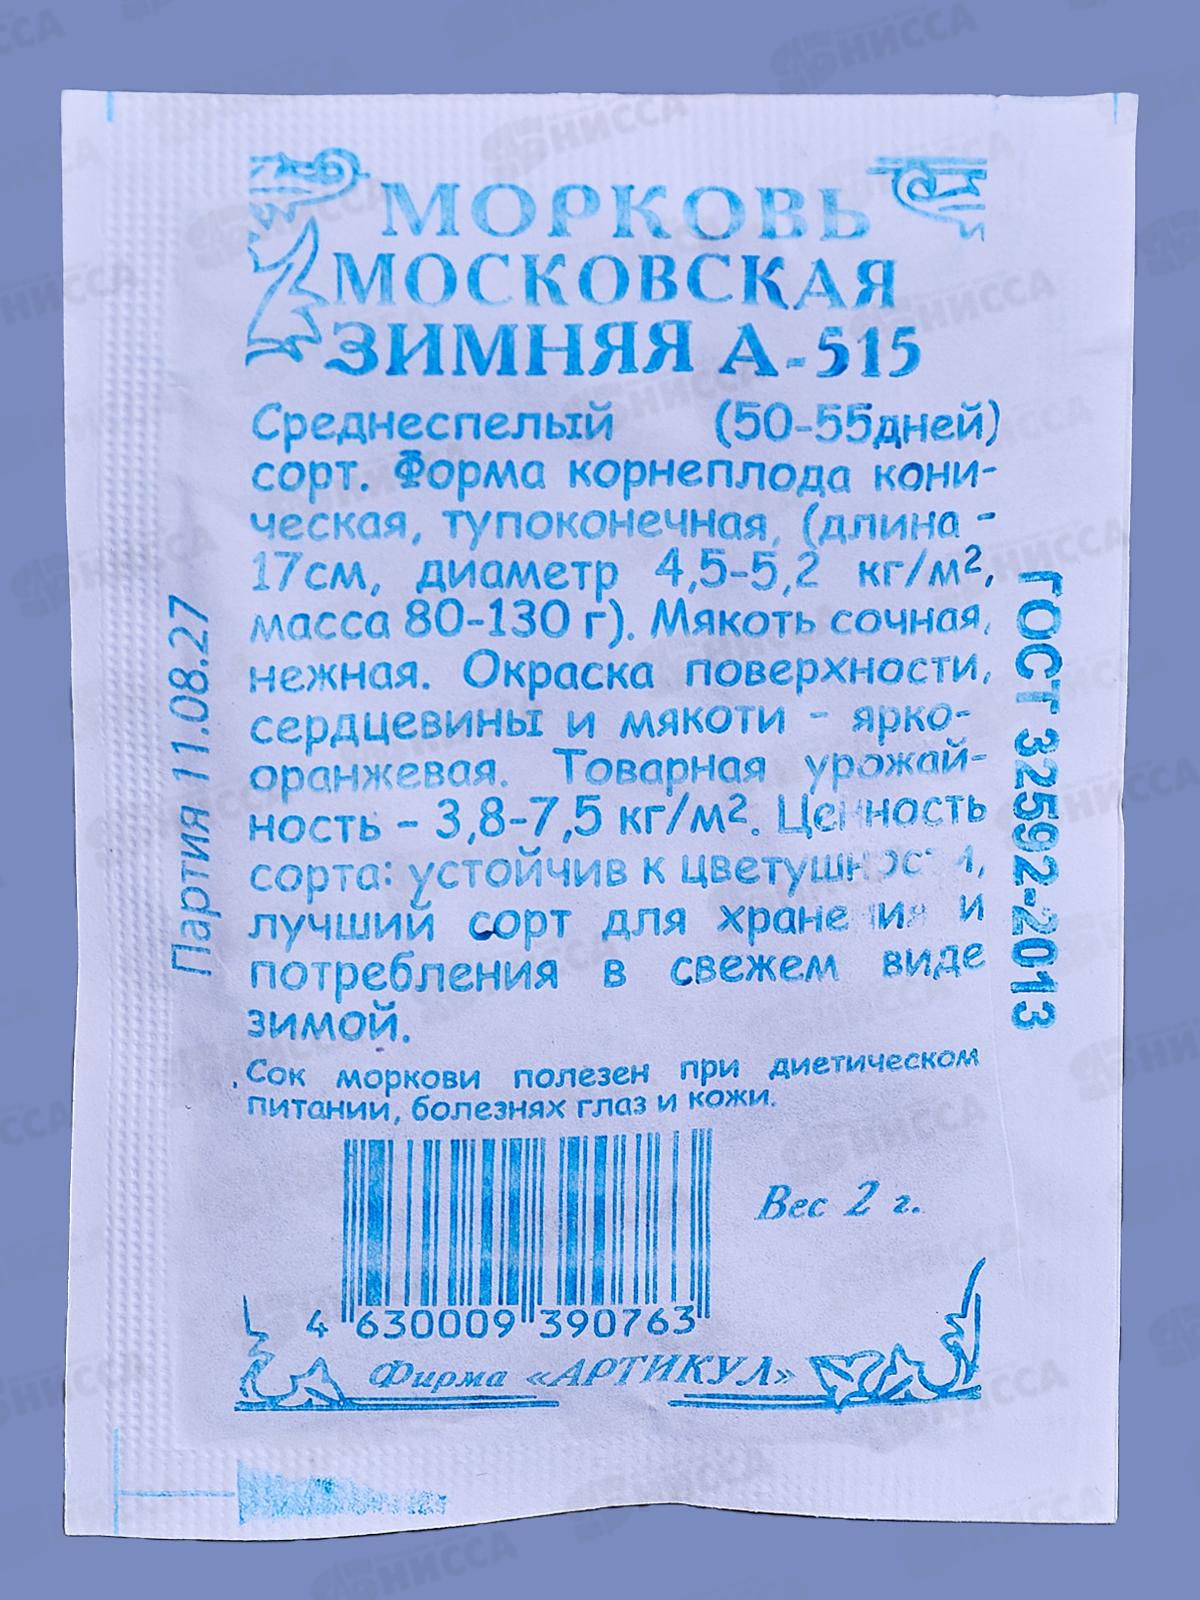 МОРКОВЬ
МОСКОВСКАЯ
ЗИМНЯЯ А-515
Среднеспелый (50-55дней)
сорт. Форма корнеплода кони-
ческая, тупоконечная, (длина -
17см, диаметр 4,5-5,2 кг/м²,
масса 80-130 г). Мякоть сочная,
нежная. Окраска поверхности,
сердцевины и мякоти - ярко-
оранжевая. Товарная урожай-
ность - 3,8-7,5 кг/м². Ценность
сорта: устойчив к цветушности,
лучший сорт для хранения и
потребления в свежем виде
зимой.
Сок моркови полезен при диетическом
питании, болезнях глаз и кожи.
Вес 2 г.
4 630009 390763
Фирма «АРТИКУЛ»
Партия 11.08.27
ГОСТ 32592-2013